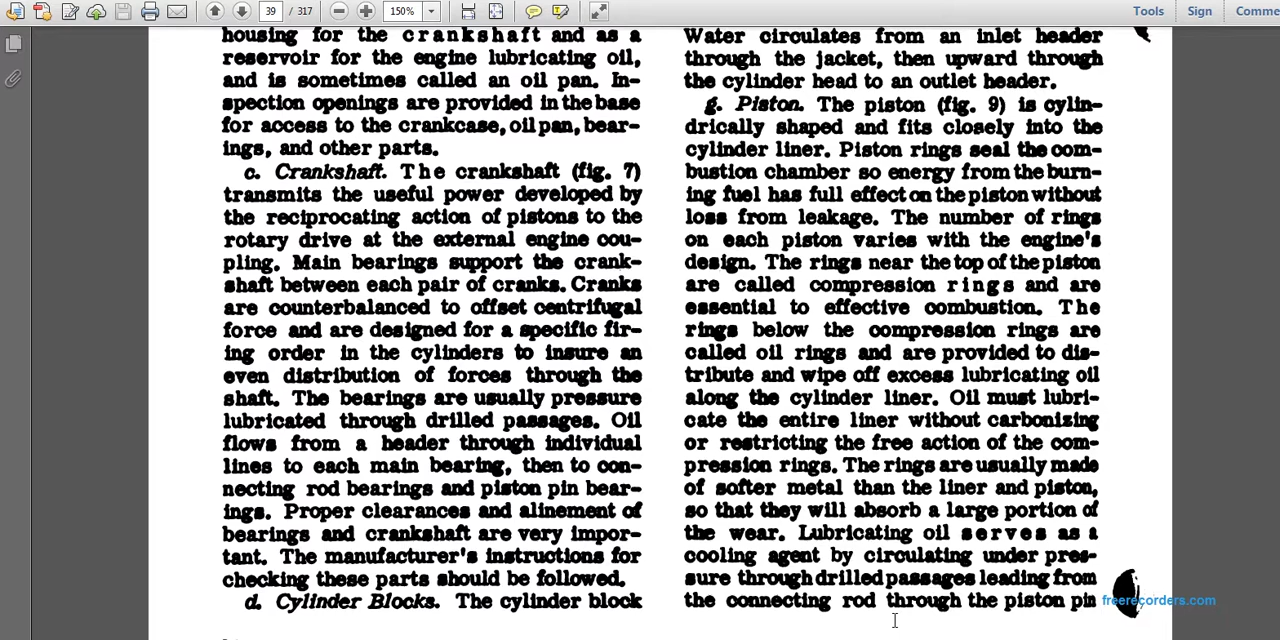 39 / 317
150%
Tools
Sign
Comme
housing for the crankshaft and as a
reservoir for the engine lubricating oil,
and is sometimes called an oil pan. In-
spection openings are provided in the base
for access to the crankcase, oil pan, bear-
ings, and other parts.
c. Crankshaft. The crankshaft (fig. 7)
transmits the useful power developed by
the reciprocating action of pistons to the
rotary drive at the external engine cou-
pling. Main bearings support the crank-
shaft between each pair of cranks. Cranks
are counterbalanced to offset centrifugal
force and are designed for a specific fir-
ing order in the cylinders to insure an
even distribution of forces through the
shaft. The bearings are usually pressure
lubricated through drilled passages. Oil
flows from a header through individual
lines to each main bearing, then to con-
necting rod bearings and piston pin bear-
ings. Proper clearances and alinement of
bearings and crankshaft are very impor-
tant. The manufacturer's instructions for
checking these parts should be followed.
d. Cylinder Blocks. The cylinder block
Water circulates from an inlet header
through the jacket, then upward through
the cylinder head to an outlet header.
g. Piston. The piston (fig. 9) is cylin-
drically shaped and fits closely into the
cylinder liner. Piston rings seal the com-
bustion chamber so energy from the burn-
ing fuel has full effect on the piston without
loss from leakage. The number of rings
on each piston varies with the engine's
design. The rings near the top of the piston
are called compression rings and are
essential to effective combustion. The
rings below the compression rings are
called oil rings and are provided to dis-
tribute and wipe off excess lubricating oil
along the cylinder liner. Oil must lubri-
cate the entire liner without carbonizing
or restricting the free action of the com-
pression rings. The rings are usually made
of softer metal than the liner and piston,
so that they will absorb a large portion of
the wear. Lubricating oil serves as a
cooling agent by circulating under pres-
sure through drilled passages leading from
the connecting rod through the piston pin
freerecorders.com